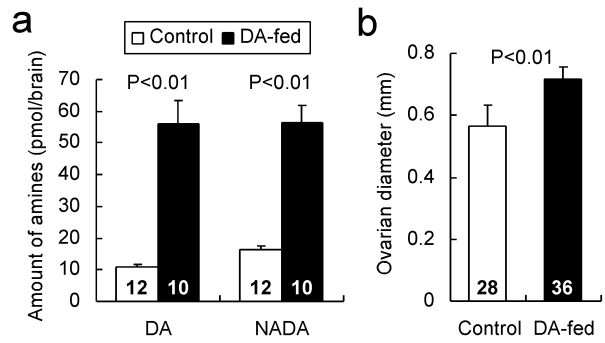 a
Control DA-fed
Amount of amines (pmol/brain)
70
60
50
40
30
20
10
0
P<0.01 P<0.01
12 10 12 10
DA NADA
b
Ovarian diameter (mm)
0.8
0.6
0.4
0.2
0
P<0.01
28 36
Control DA-fed